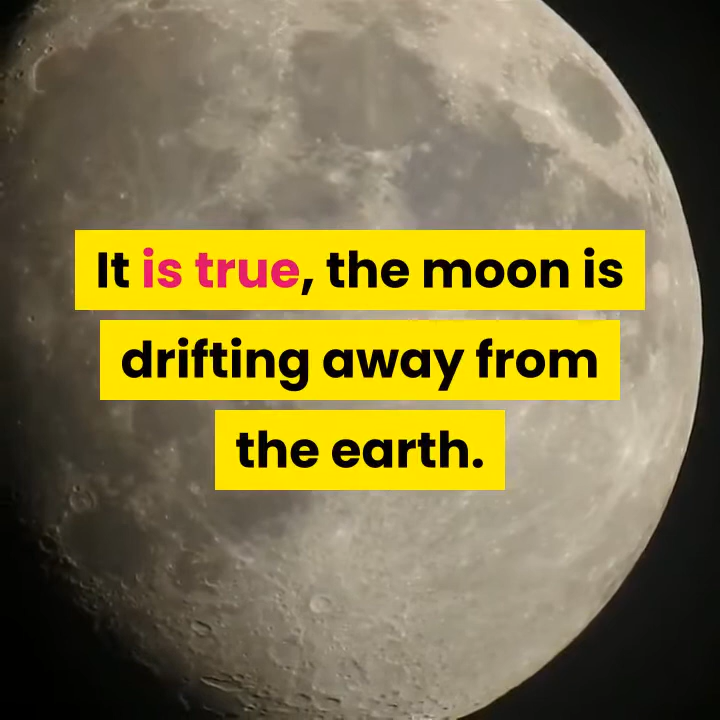 It is true, the moon is
drifting away from
the earth.